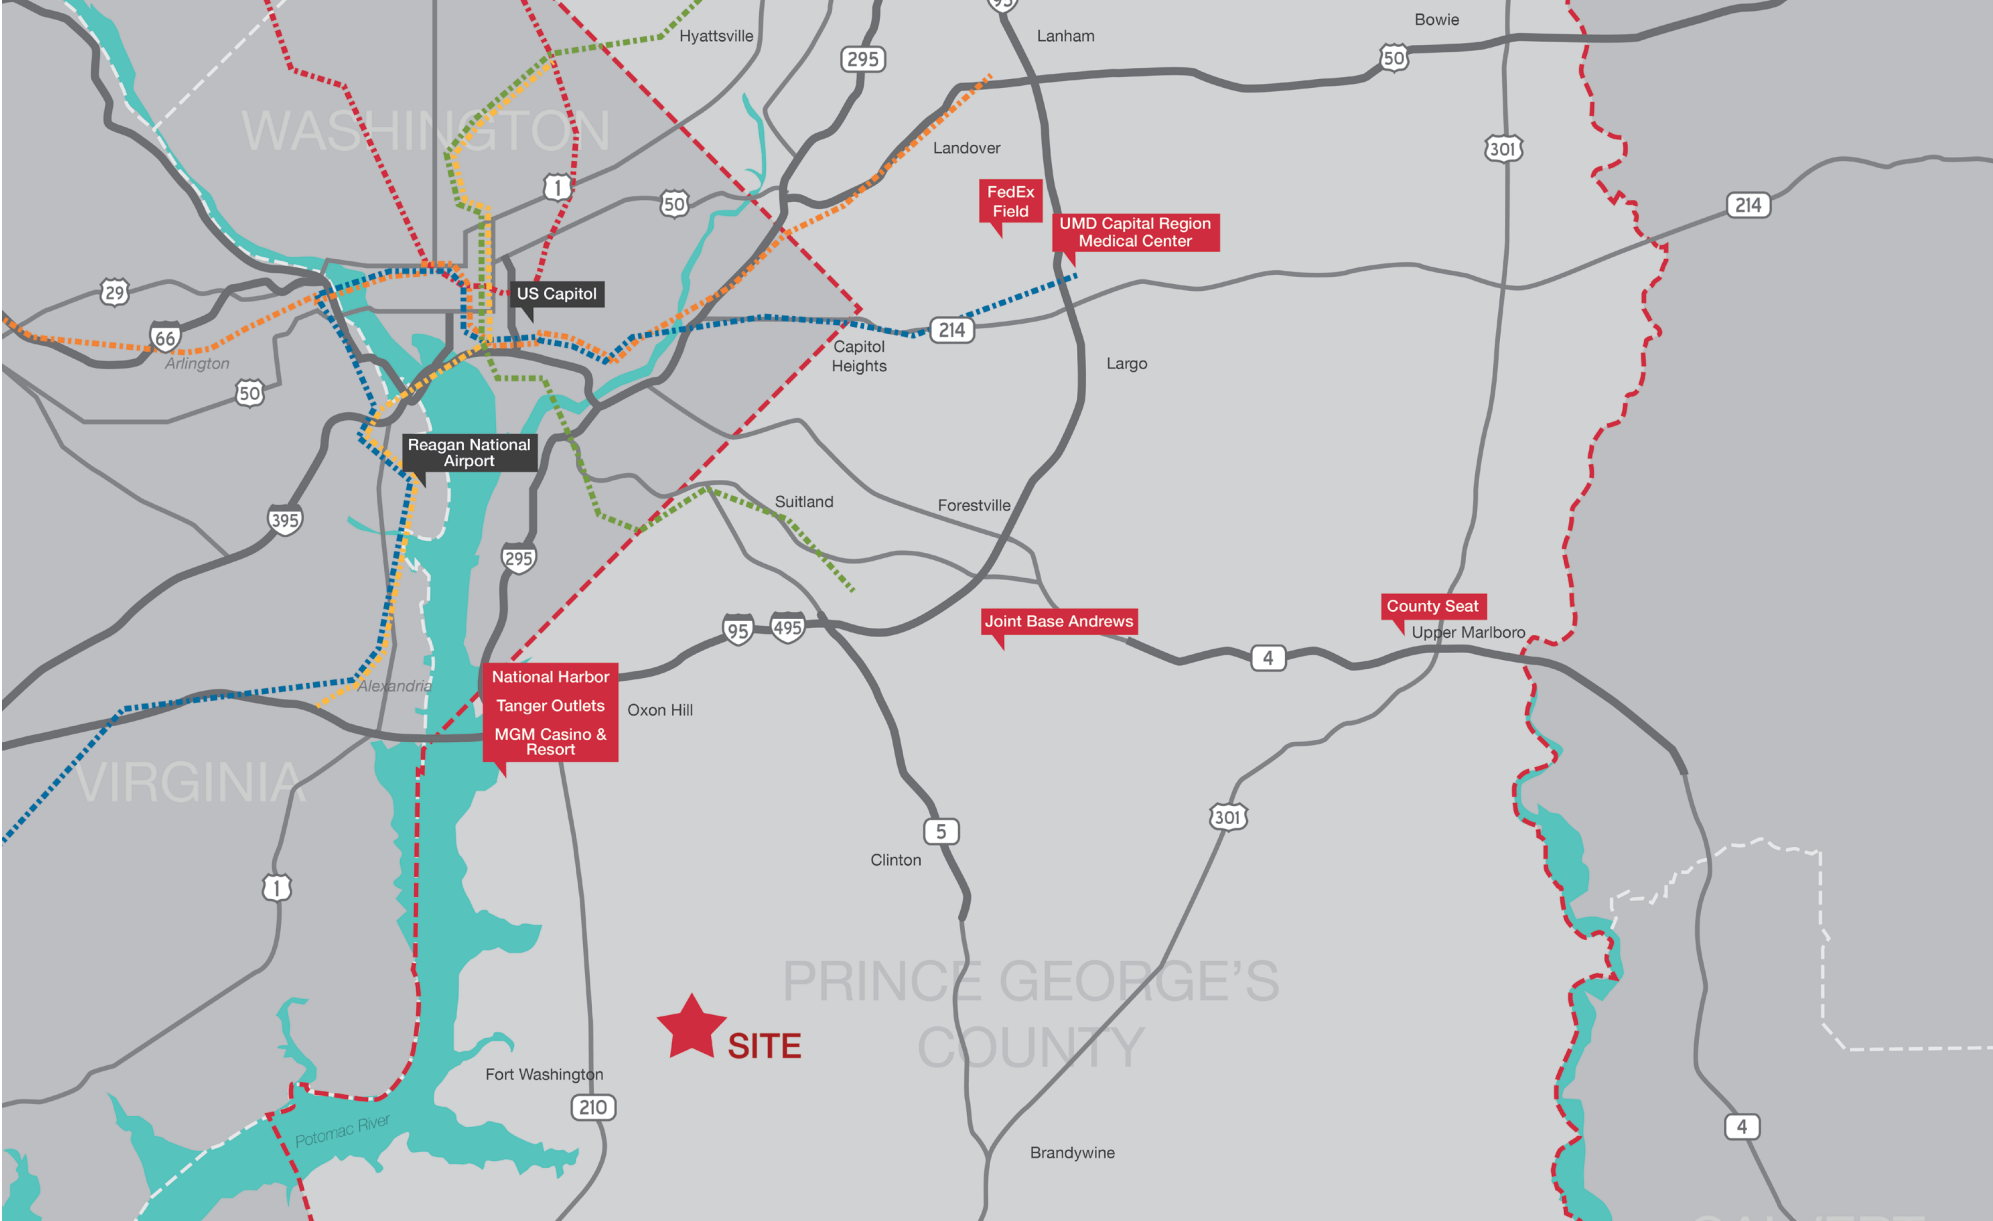 95
Bowie
Hyattsville
Lanham
295
50
WASHINGTON
Landover
301
1
50
FedEx
Field
214
UMD Capital Region
Medical Center
29
US Capitol
66
214
Arlington
Capitol
Heights
Largo
50
Reagan National
Airport
395
Suitland
Forestville
295
County Seat
Joint Base Andrews
95
495
Upper Marlboro
4
National Harbor
Tanger Outlets
MGM Casino &
Resort
Alexandria
Oxon Hill
VIRGINIA
301
5
Clinton
1
PRINCE GEORGE'S
COUNTY
SITE
Fort Washington
210
Potomac River
4
Brandywine